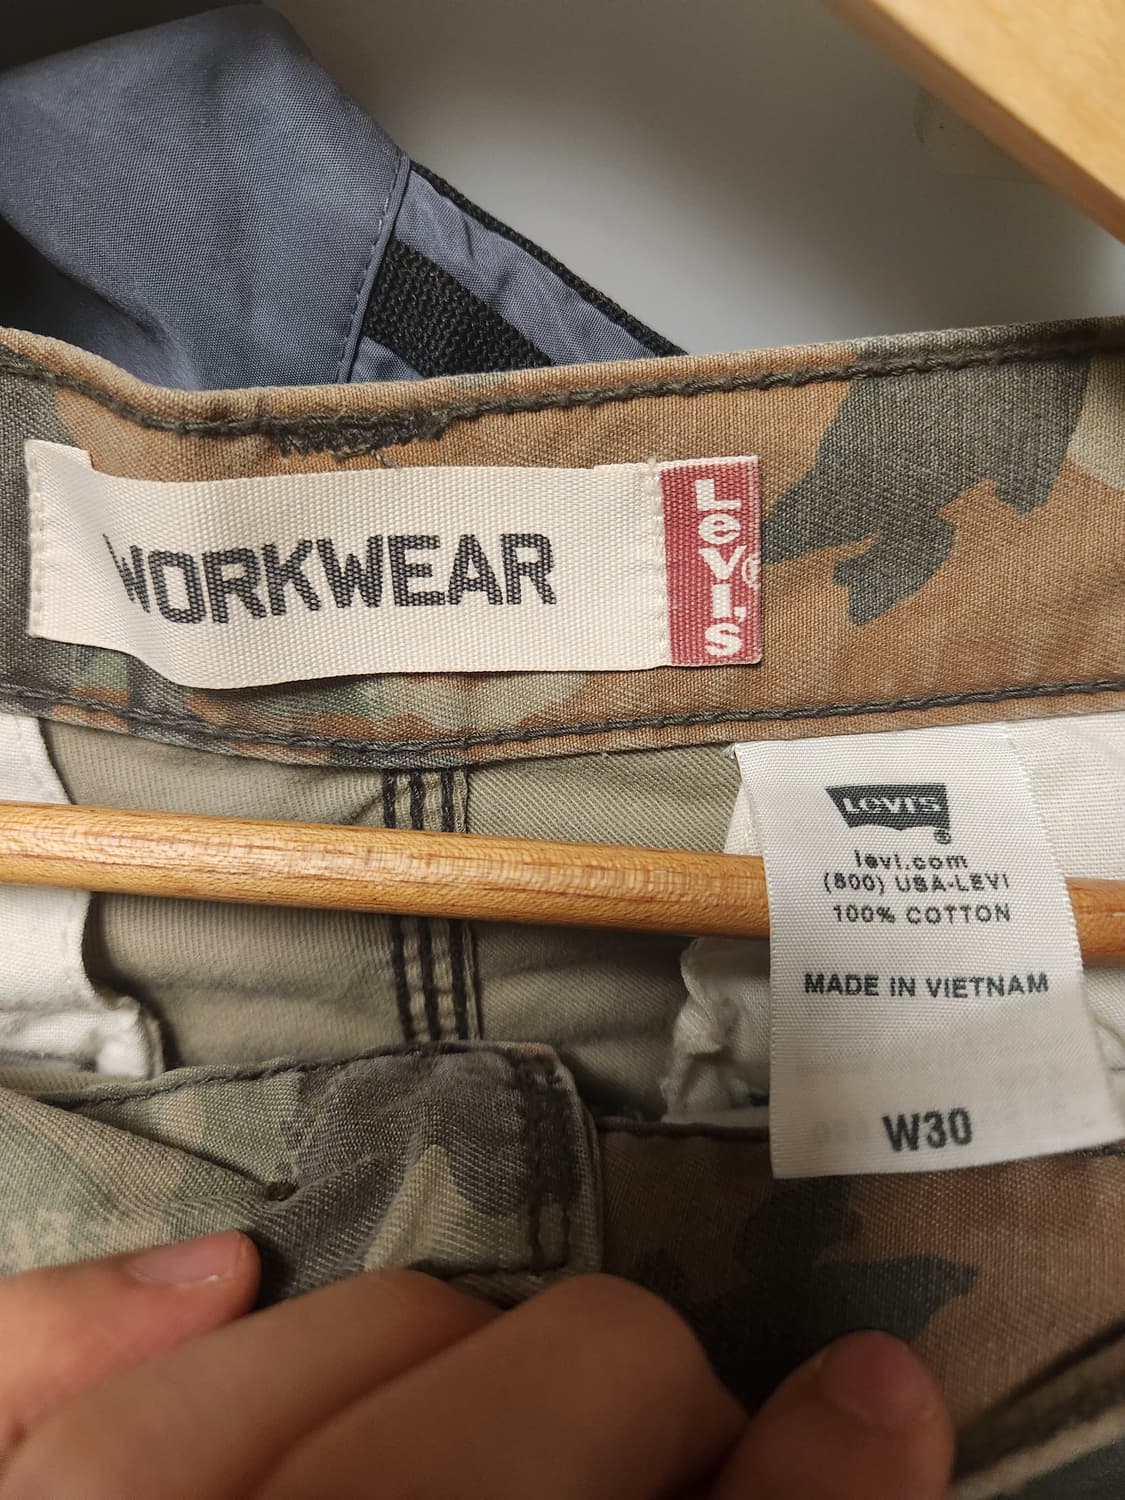 WORKWEAR
Levi's®
Levi's®
levi.com
(800) USA-LEVI
100% COTTON
MADE IN VIETNAM
W30